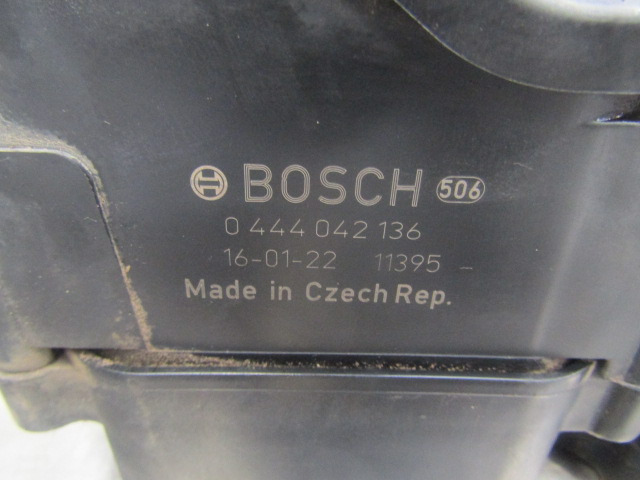 BOSCH 506
0 444 042 136
16-01-22 11395 -
Made in Czech Rep.